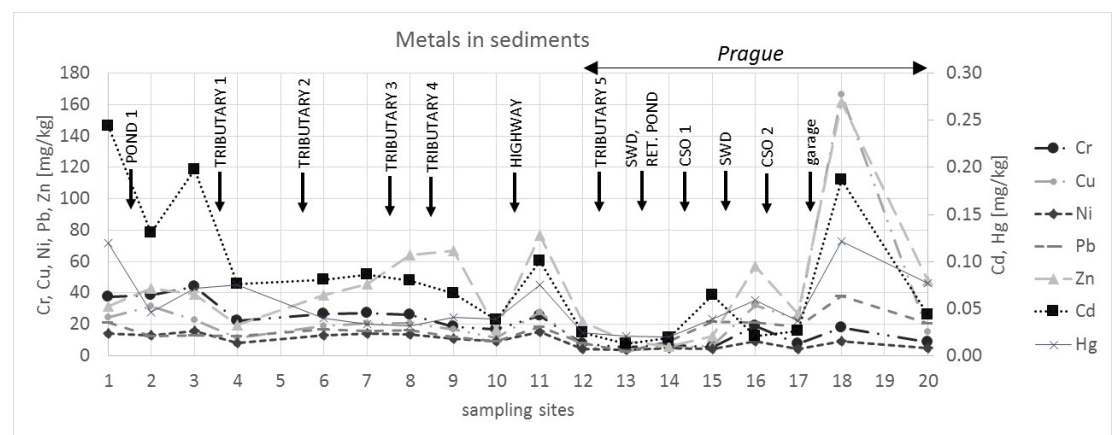 Metals in sediments
Prague
Cr, Cu, Ni, Pb, Zn [mg/kg]
180
160
140
120
100
80
60
40
20
0
POND 1
TRIBUTARY 1
TRIBUTARY 2
TRIBUTARY 3
TRIBUTARY 4
HIGHWAY
TRIBUTARY 5
SWD,
RET. POND
CSO 1
SWD
CSO 2
garage
0.30
0.25
0.20
0.15
0.10
0.05
0.00
Cd, Hg [mg/kg]
1 2 3 4 5 6 7 8 9 10 11 12 13 14 15 16 17 18 19 20
sampling sites
Cr
Cu
Ni
Pb
Zn
Cd
Hg